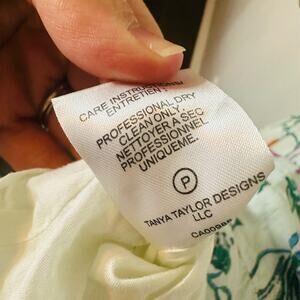 CARE INSTRUCTIONS/
ENTRETIEN :
PROFESSIONAL DRY
CLEAN ONLY.
NETTOYER A SEC
PROFESSIONNEL
UNIQUEME.
P
TANYA TAYLOR DESIGNS
LLC